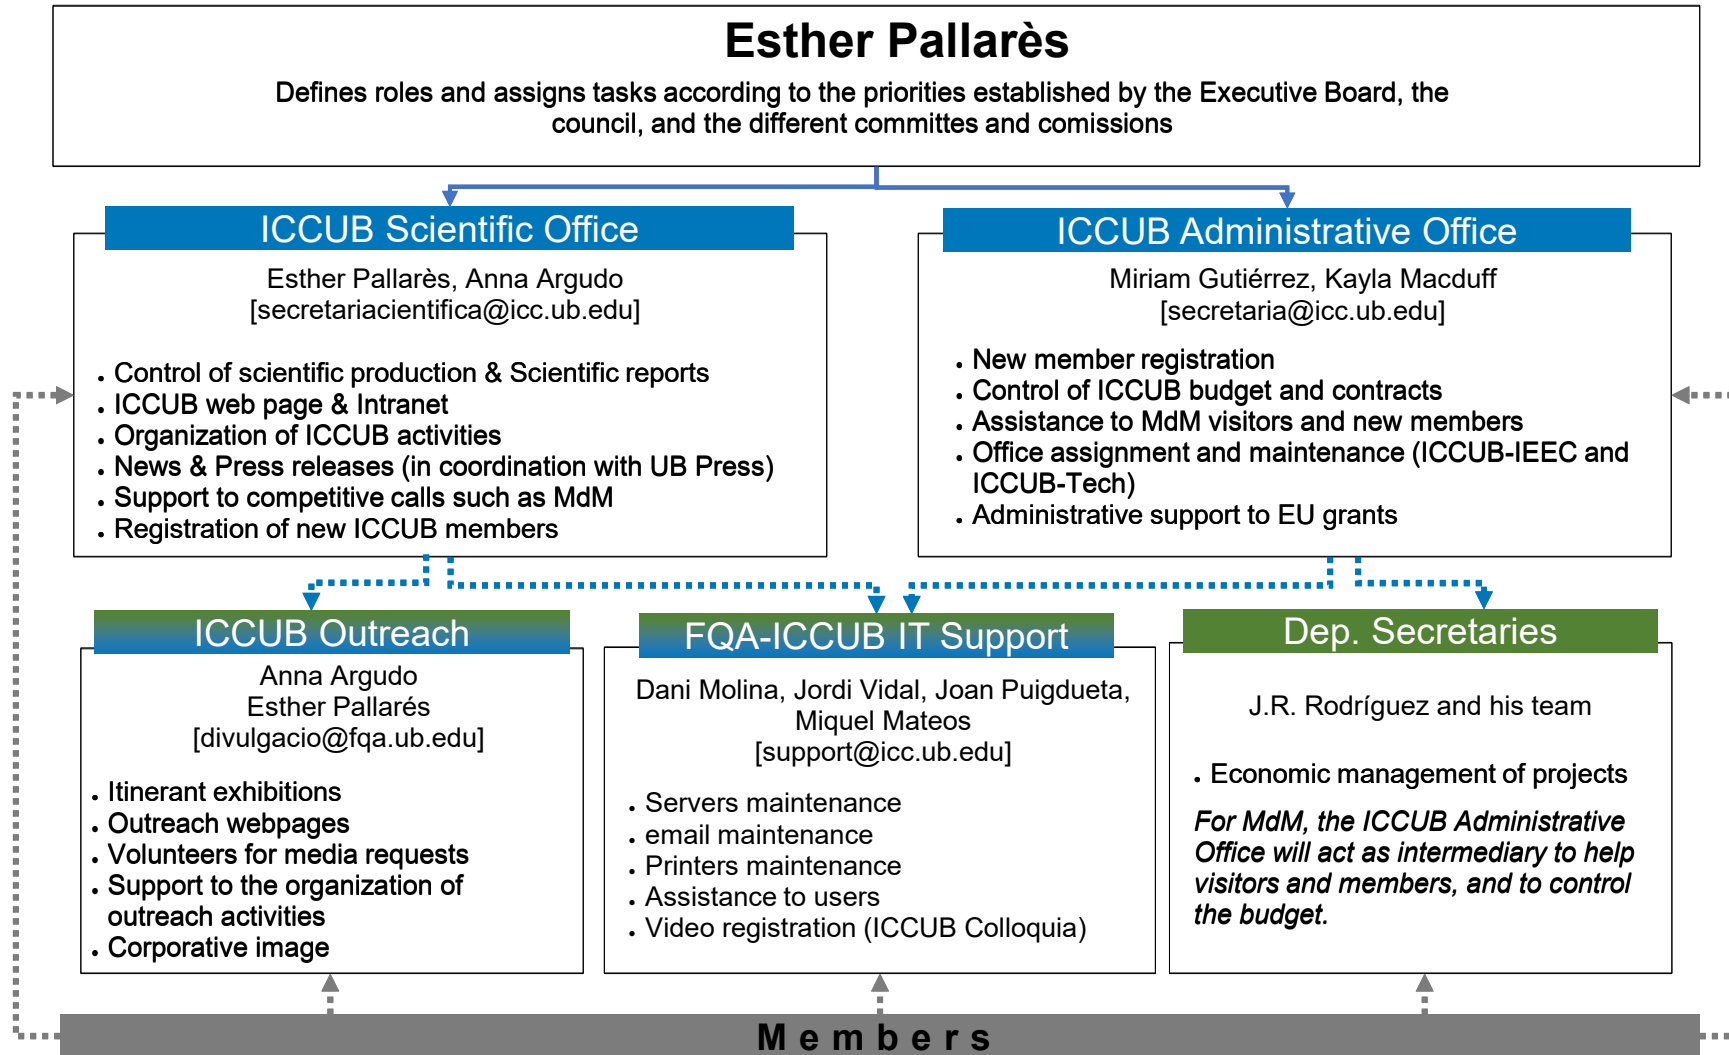 Esther Pallarès
Defines roles and assigns tasks according to the priorities established by the Executive Board, the
council, and the different committes and comissions
ICCUB Scientific Office
Esther Pallarès, Anna Argudo
[secretariacientifica@icc.ub.edu]
• Control of scientific production & Scientific reports
• ICCUB web page & Intranet
• Organization of ICCUB activities
• News & Press releases (in coordination with UB Press)
• Support to competitive calls such as MdM
• Registration of new ICCUB members
ICCUB Administrative Office
Miriam Gutiérrez, Kayla Macduff
[secretaria@icc.ub.edu]
• New member registration
• Control of ICCUB budget and contracts
• Assistance to MdM visitors and new members
• Office assignment and maintenance (ICCUB-IEEC and
ICCUB-Tech)
• Administrative support to EU grants
ICCUB Outreach
Anna Argudo
Esther Pallarés
[divulgacio@fqa.ub.edu]
• Itinerant exhibitions
• Outreach webpages
• Volunteers for media requests
• Support to the organization of
outreach activities
• Corporative image
FQA-ICCUB IT Support
Dani Molina, Jordi Vidal, Joan Puigdueta,
Miquel Mateos
[support@icc.ub.edu]
• Servers maintenance
• email maintenance
• Printers maintenance
• Assistance to users
• Video registration (ICCUB Colloquia)
Dep. Secretaries
J.R. Rodríguez and his team
• Economic management of projects
For MdM, the ICCUB Administrative
Office will act as intermediary to help
visitors and members, and to control
the budget.
Members